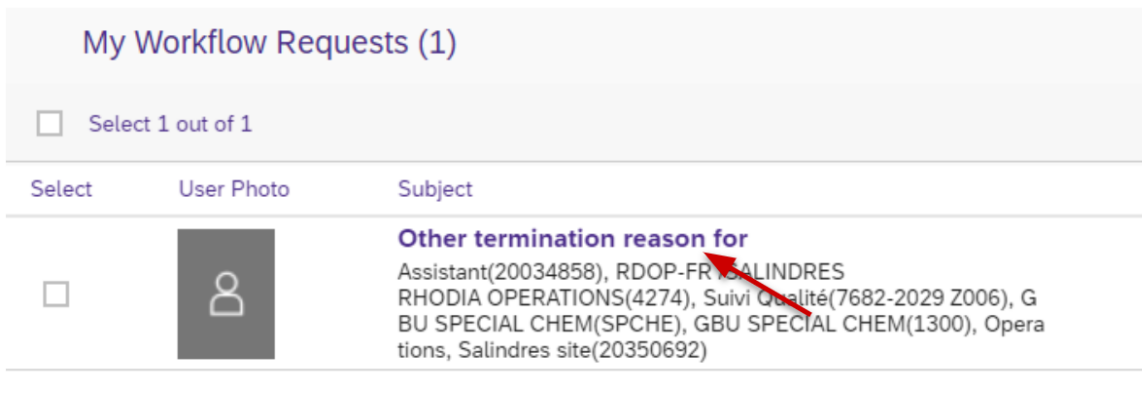 My Workflow Requests (1)
Select 1 out of 1
Select User Photo Subject
Other termination reason for
Assistant(20034858), RDOP-FR SALINDRES
RHODIA OPERATIONS(4274), Suivi Qualité(7682-2029 Z006), G
BU SPECIAL CHEM(SPCHE), GBU SPECIAL CHEM(1300), Opera
tions, Salindres site(20350692)